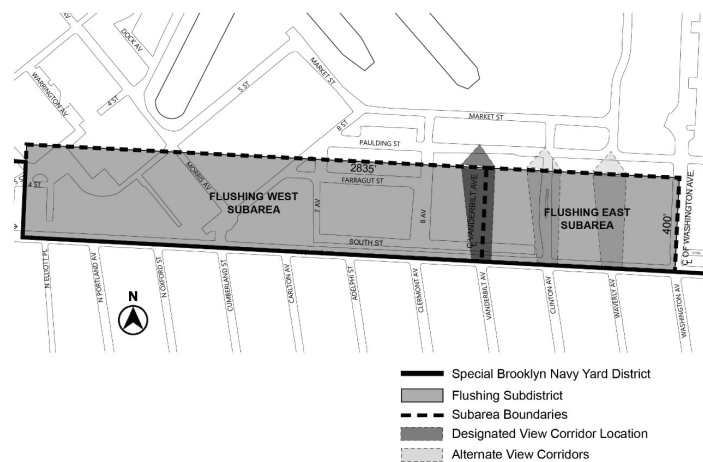 DOCK AV
WARRINGTON AV
4 ST
5 ST
MARKET ST
6 ST
MARKET ST
PAULDING ST
MORRIS AV
2835'
FARRAGUT ST
FLUSHING WEST
SUBAREA
7 AV
8 AV
℄ VANDERBILT AVE
FLUSHING EAST
SUBAREA
400'
℄ OF WASHINGTON AVE.
4 ST
SOUTH ST
N ELLIOTT PL
N PORTLAND AV
N OXFORD ST
CUMBERLAND ST
CARLTON AV
ADELPHI ST
CLERMONT AV
VANDERBILT AV
CLINTON AV
WAVERLY AV
WASHINGTON AV
N
Special Brooklyn Navy Yard District
Flushing Subdistrict
Subarea Boundaries
Designated View Corridor Location
Alternate View Corridors